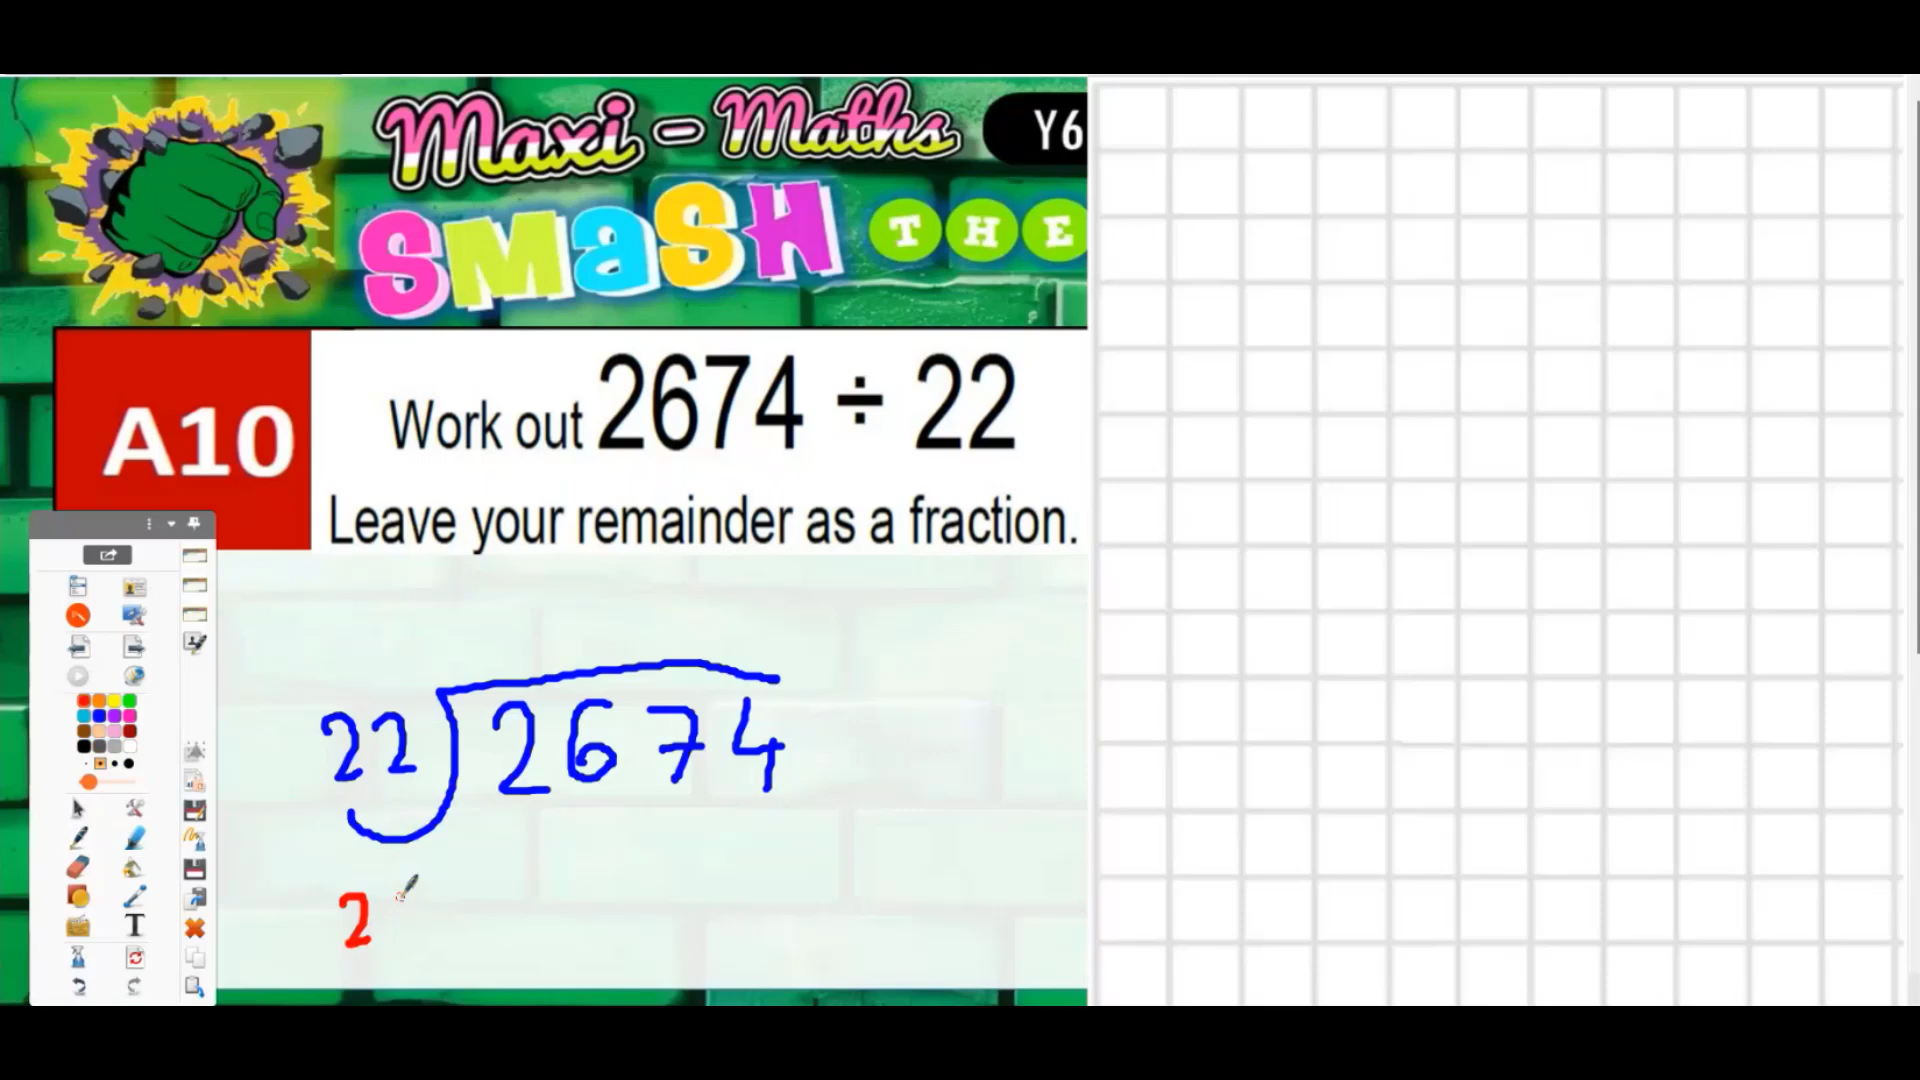 Maxi - Maths
Y6
SMaSH THE
A10
Work out 2674 ÷ 22
Leave your remainder as a fraction.
22 2674
2
T